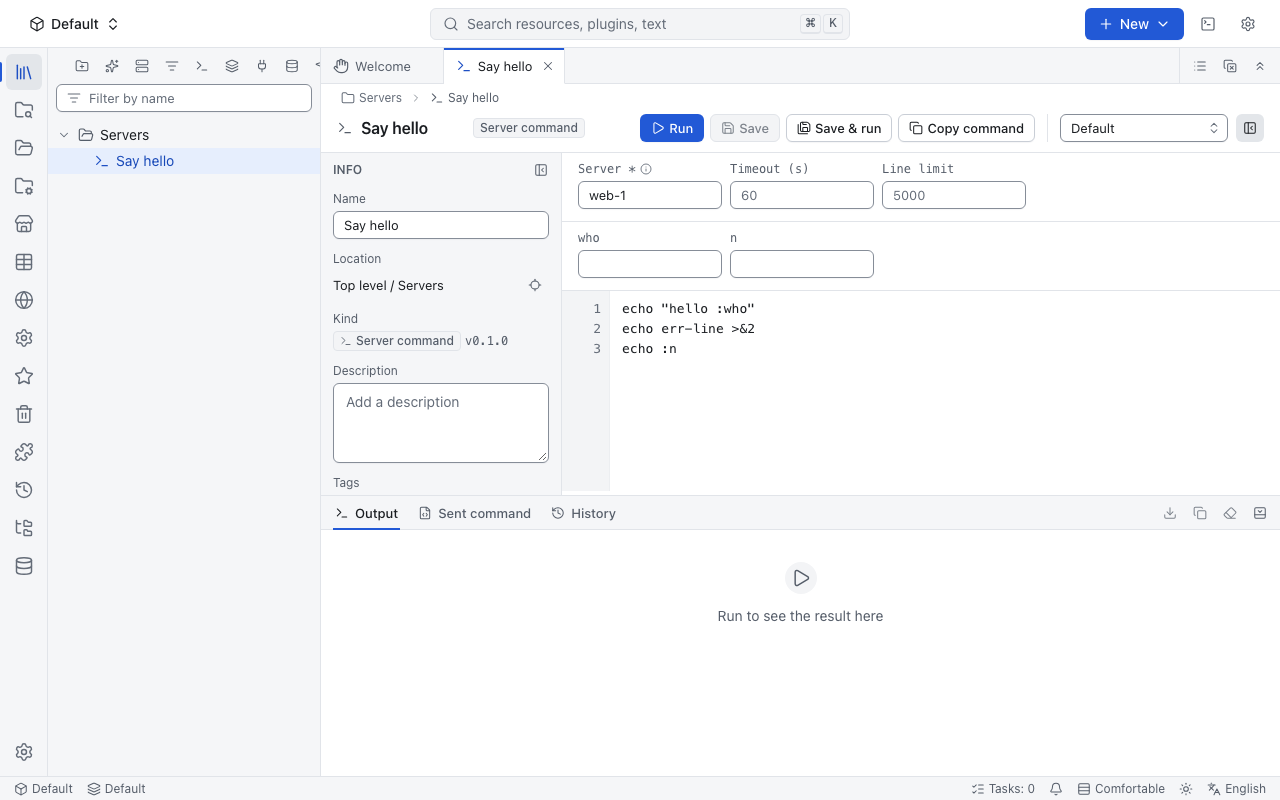 Default
Search resources, plugins, text
⌘ K
New
Welcome
Say hello
Filter by name
Servers
Say hello
Servers
Say hello
Say hello
Server command
Run
Save
Save & run
Copy command
Default
INFO
Name
Say hello
Location
Top level / Servers
Kind
Server command v0.1.0
Description
Add a description
Tags
Server *
Timeout (s)
Line limit
web-1
60
5000
who
n
1 echo "hello :who"
2 echo err-line >&2
3 echo :n
Output
Sent command
History
Run to see the result here
Default
Default
Tasks: 0
Comfortable
English